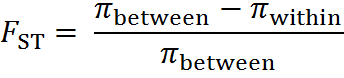 F_ST = (π_between − π_within) / π_between